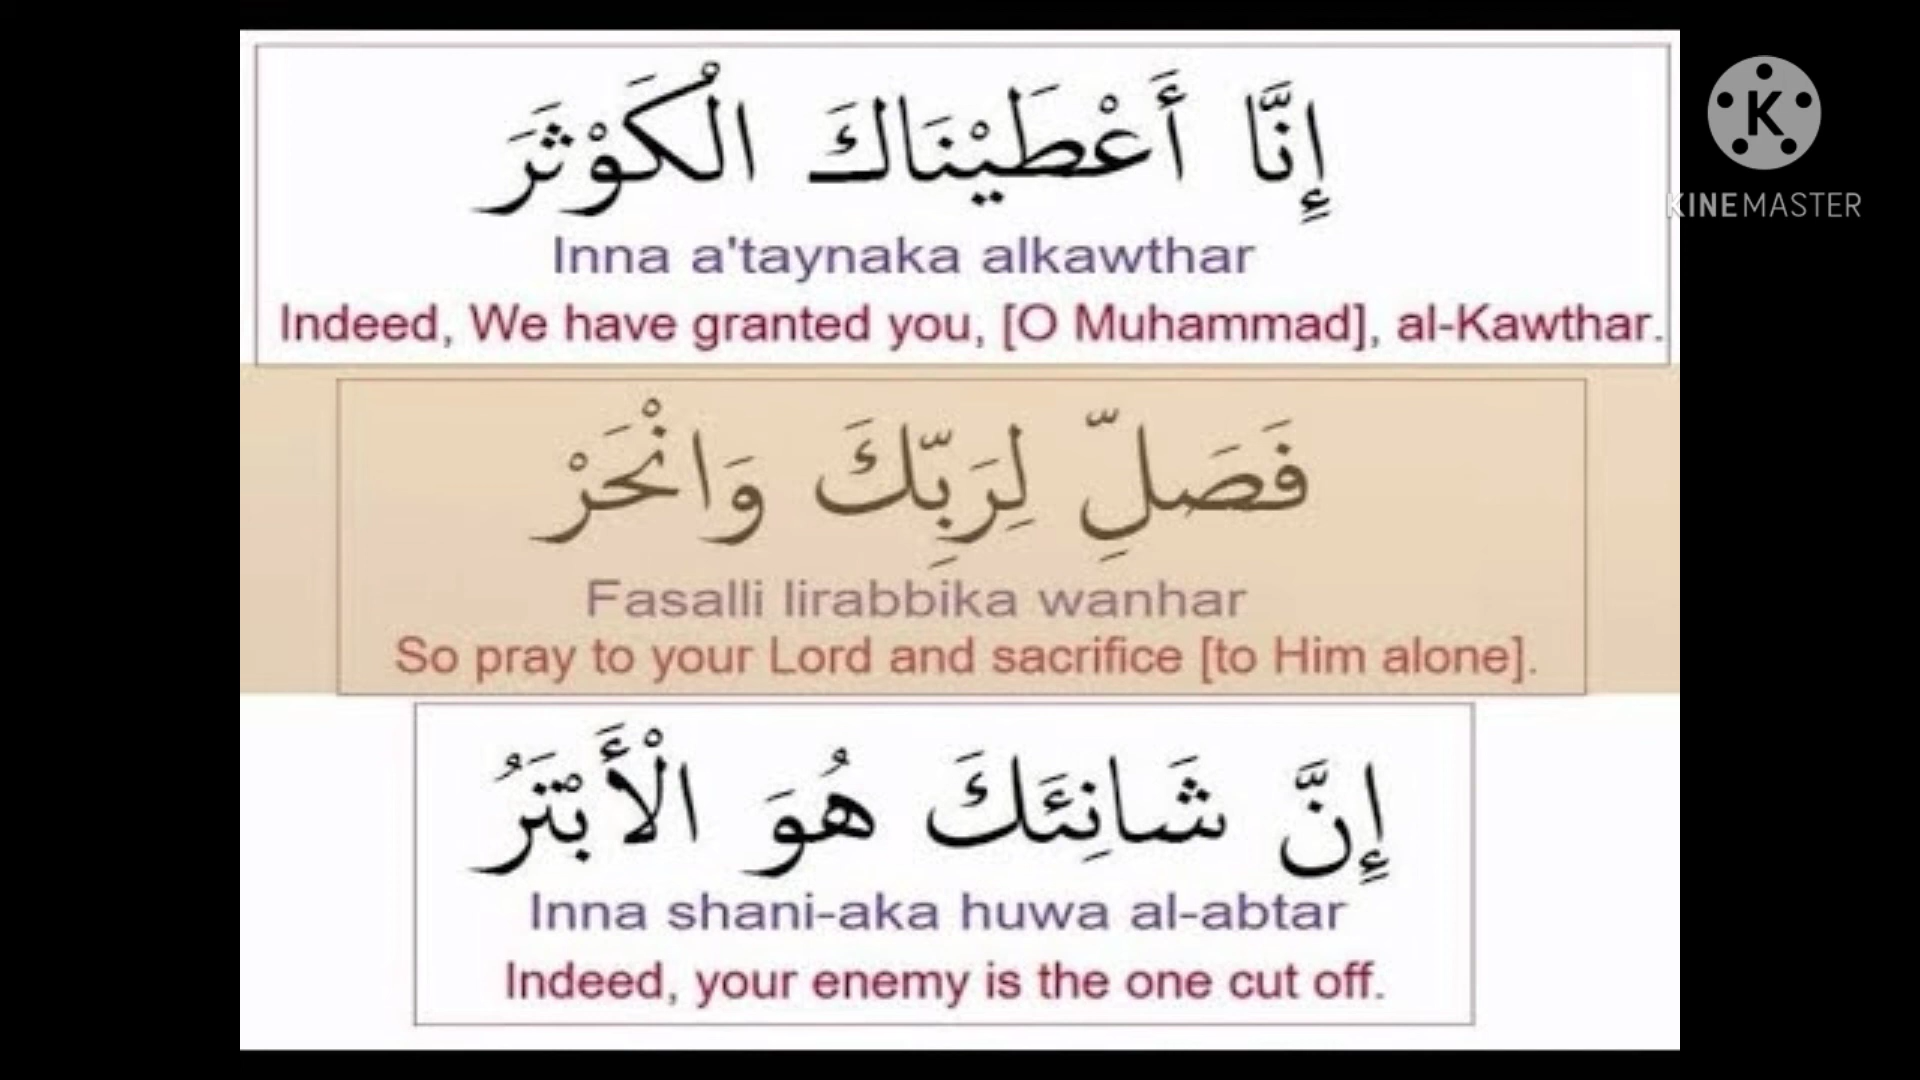 إِنَّا أَعْطَيْنَاكَ الْكَوْثَرَ
Inna a'taynaka alkawthar
Indeed, We have granted you, [O Muhammad], al-Kawthar.
فَصَلِّ لِرَبِّكَ وَانْحَرْ
Fasalli lirabbika wanhar
So pray to your Lord and sacrifice [to Him alone].
إِنَّ شَانِئَكَ هُوَ الْأَبْتَرُ
Inna shani-aka huwa al-abtar
Indeed, your enemy is the one cut off.
K
KINEMASTER